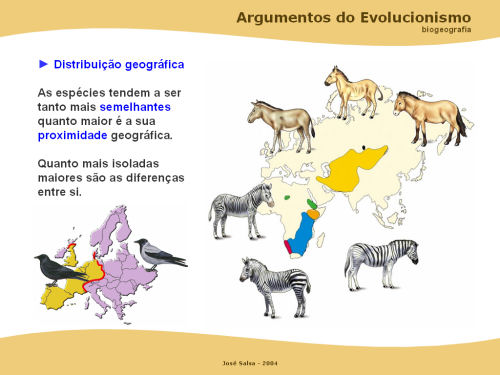 Argumentos do Evolucionismo
biogeografia
► Distribuição geográfica
As espécies tendem a ser
tanto mais semelhantes
quanto maior é a sua
proximidade geográfica.
Quanto mais isoladas
maiores são as diferenças
entre si.
José Salsa - 2004